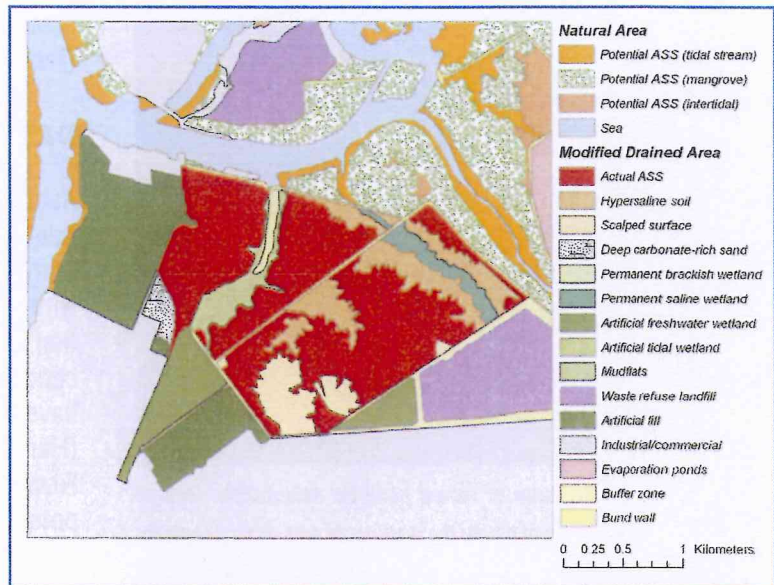 Natural Area
Potential ASS (tidal stream)
Potential ASS (mangrove)
Potential ASS (intertidal)
Sea
Modified Drained Area
Actual ASS
Hypersaline soil
Scalped surface
Deep carbonate-rich sand
Permanent brackish wetland
Permanent saline wetland
Artificial freshwater wetland
Artificial tidal wetland
Mudflats
Waste refuse landfill
Artificial fill
Industrial/commercial
Evaporation ponds
Buffer zone
Bund wall
0 0.25 0.5 1 Kilometers